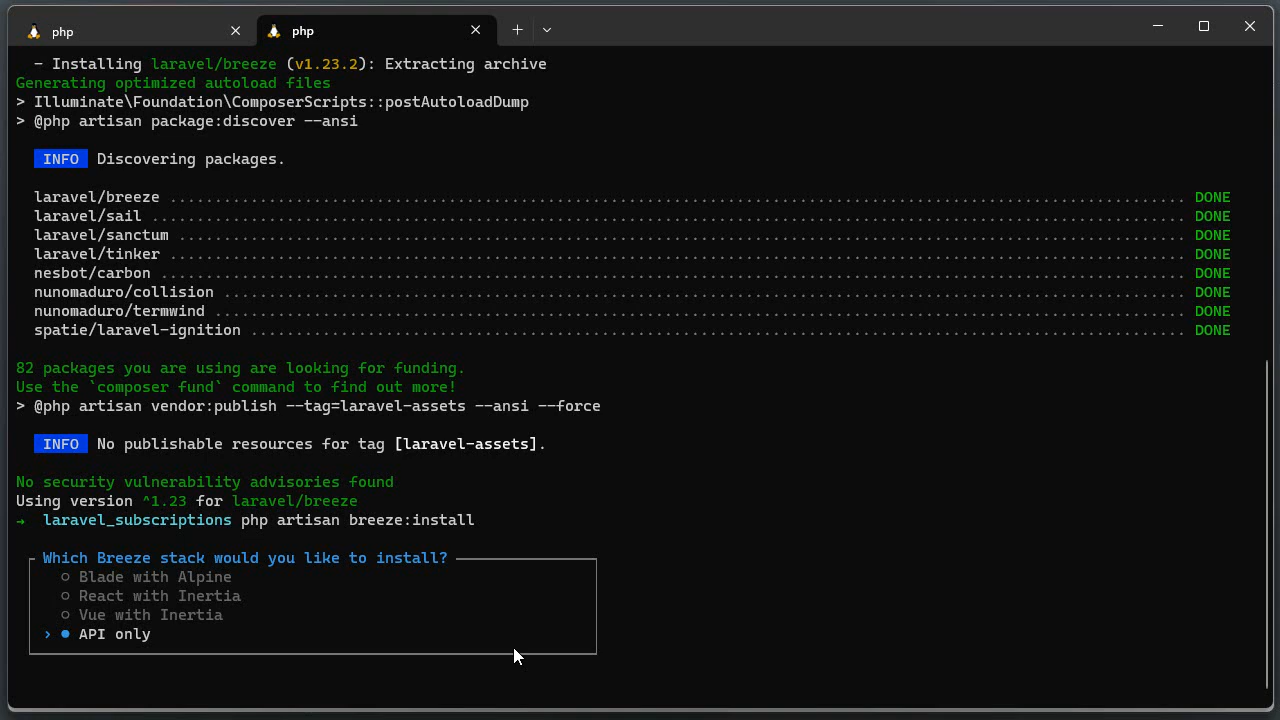 php
php
- Installing laravel/breeze (v1.23.2): Extracting archive
Generating optimized autoload files
> Illuminate\Foundation\ComposerScripts::postAutoloadDump
> @php artisan package:discover --ansi
INFO Discovering packages.
laravel/breeze ................................................................................................................. DONE
laravel/sail ................................................................................................................... DONE
laravel/sanctum ................................................................................................................ DONE
laravel/tinker ................................................................................................................. DONE
nesbot/carbon .................................................................................................................. DONE
nunomaduro/collision ........................................................................................................... DONE
nunomaduro/termwind ............................................................................................................ DONE
spatie/laravel-ignition ........................................................................................................ DONE
82 packages you are using are looking for funding.
Use the `composer fund` command to find out more!
> @php artisan vendor:publish --tag=laravel-assets --ansi --force
INFO No publishable resources for tag [laravel-assets].
No security vulnerability advisories found
Using version ^1.23 for laravel/breeze
→ laravel_subscriptions php artisan breeze:install
Which Breeze stack would you like to install?
○ Blade with Alpine
○ React with Inertia
○ Vue with Inertia
› ● API only